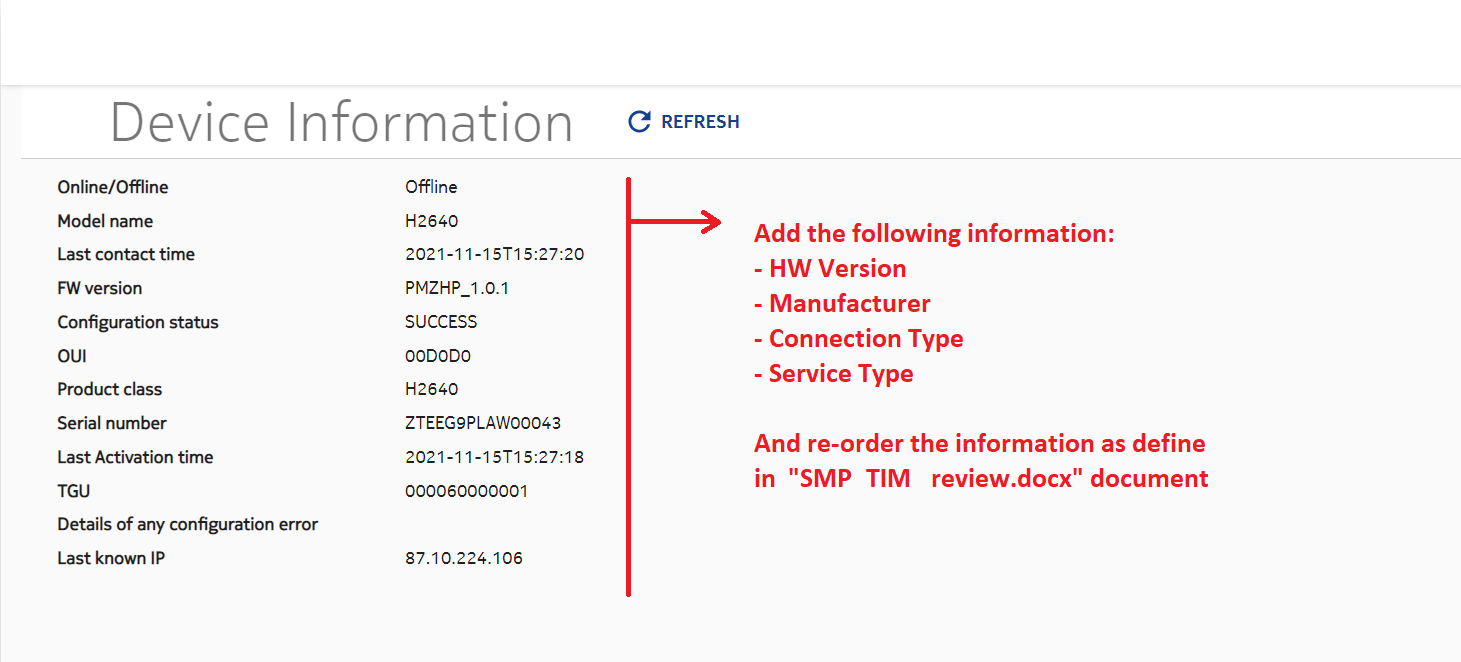 Device Information REFRESH
Online/Offline Offline
Model name H2640
Last contact time 2021-11-15T15:27:20
FW version PMZHP_1.0.1
Configuration status SUCCESS
OUI 00D0D0
Product class H2640
Serial number ZTEEG9PLAW00043
Last Activation time 2021-11-15T15:27:18
TGU 000060000001
Details of any configuration error
Last known IP 87.10.224.106
Add the following information:
- HW Version
- Manufacturer
- Connection Type
- Service Type
And re-order the information as define
in "SMP TIM review.docx" document